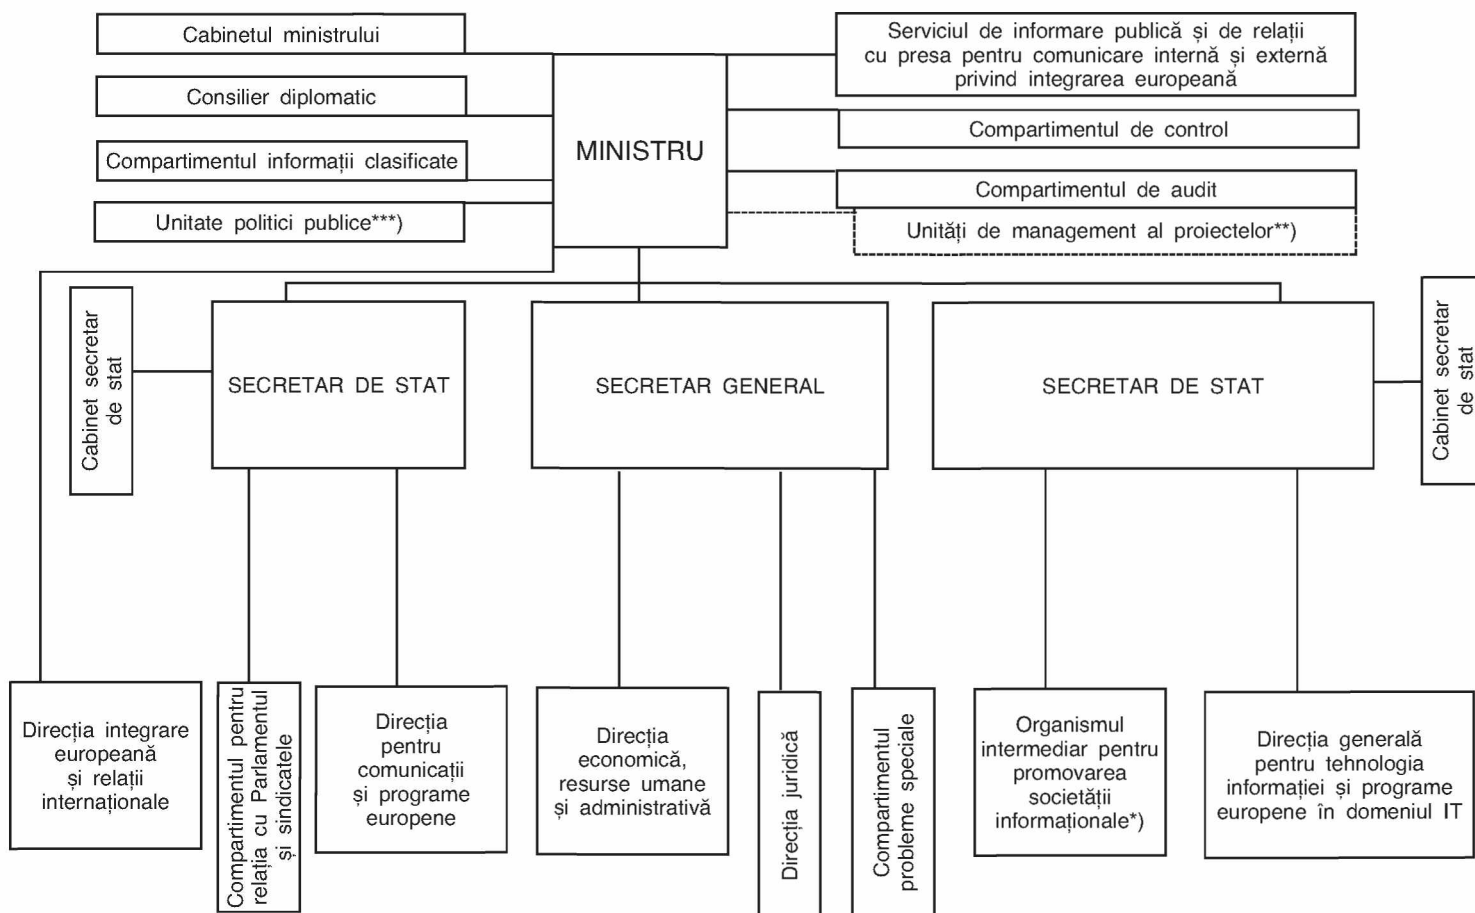 Cabinetul ministrului
Serviciul de informare publică și de relații
cu presa pentru comunicare internă și externă
privind integrarea europeană
Consilier diplomatic
MINISTRU
Compartimentul de control
Compartimentul informații clasificate
Compartimentul de audit
Unitate politici publice***)
Unități de management al proiectelor**)
Cabinet secretar
de stat
SECRETAR DE STAT
SECRETAR GENERAL
SECRETAR DE STAT
Cabinet secretar
de stat
Direcția integrare
europeană
și relații
internaționale
Compartimentul pentru
relația cu Parlamentul
și sindicatele
Direcția
pentru
comunicații
și programe
europene
Direcția
economică,
resurse umane
și administrativă
Direcția juridică
Compartimentul
probleme speciale
Organismul
intermediar pentru
promovarea
societății
informaționale*)
Direcția generală
pentru tehnologia
informației și programe
europene în domeniul IT